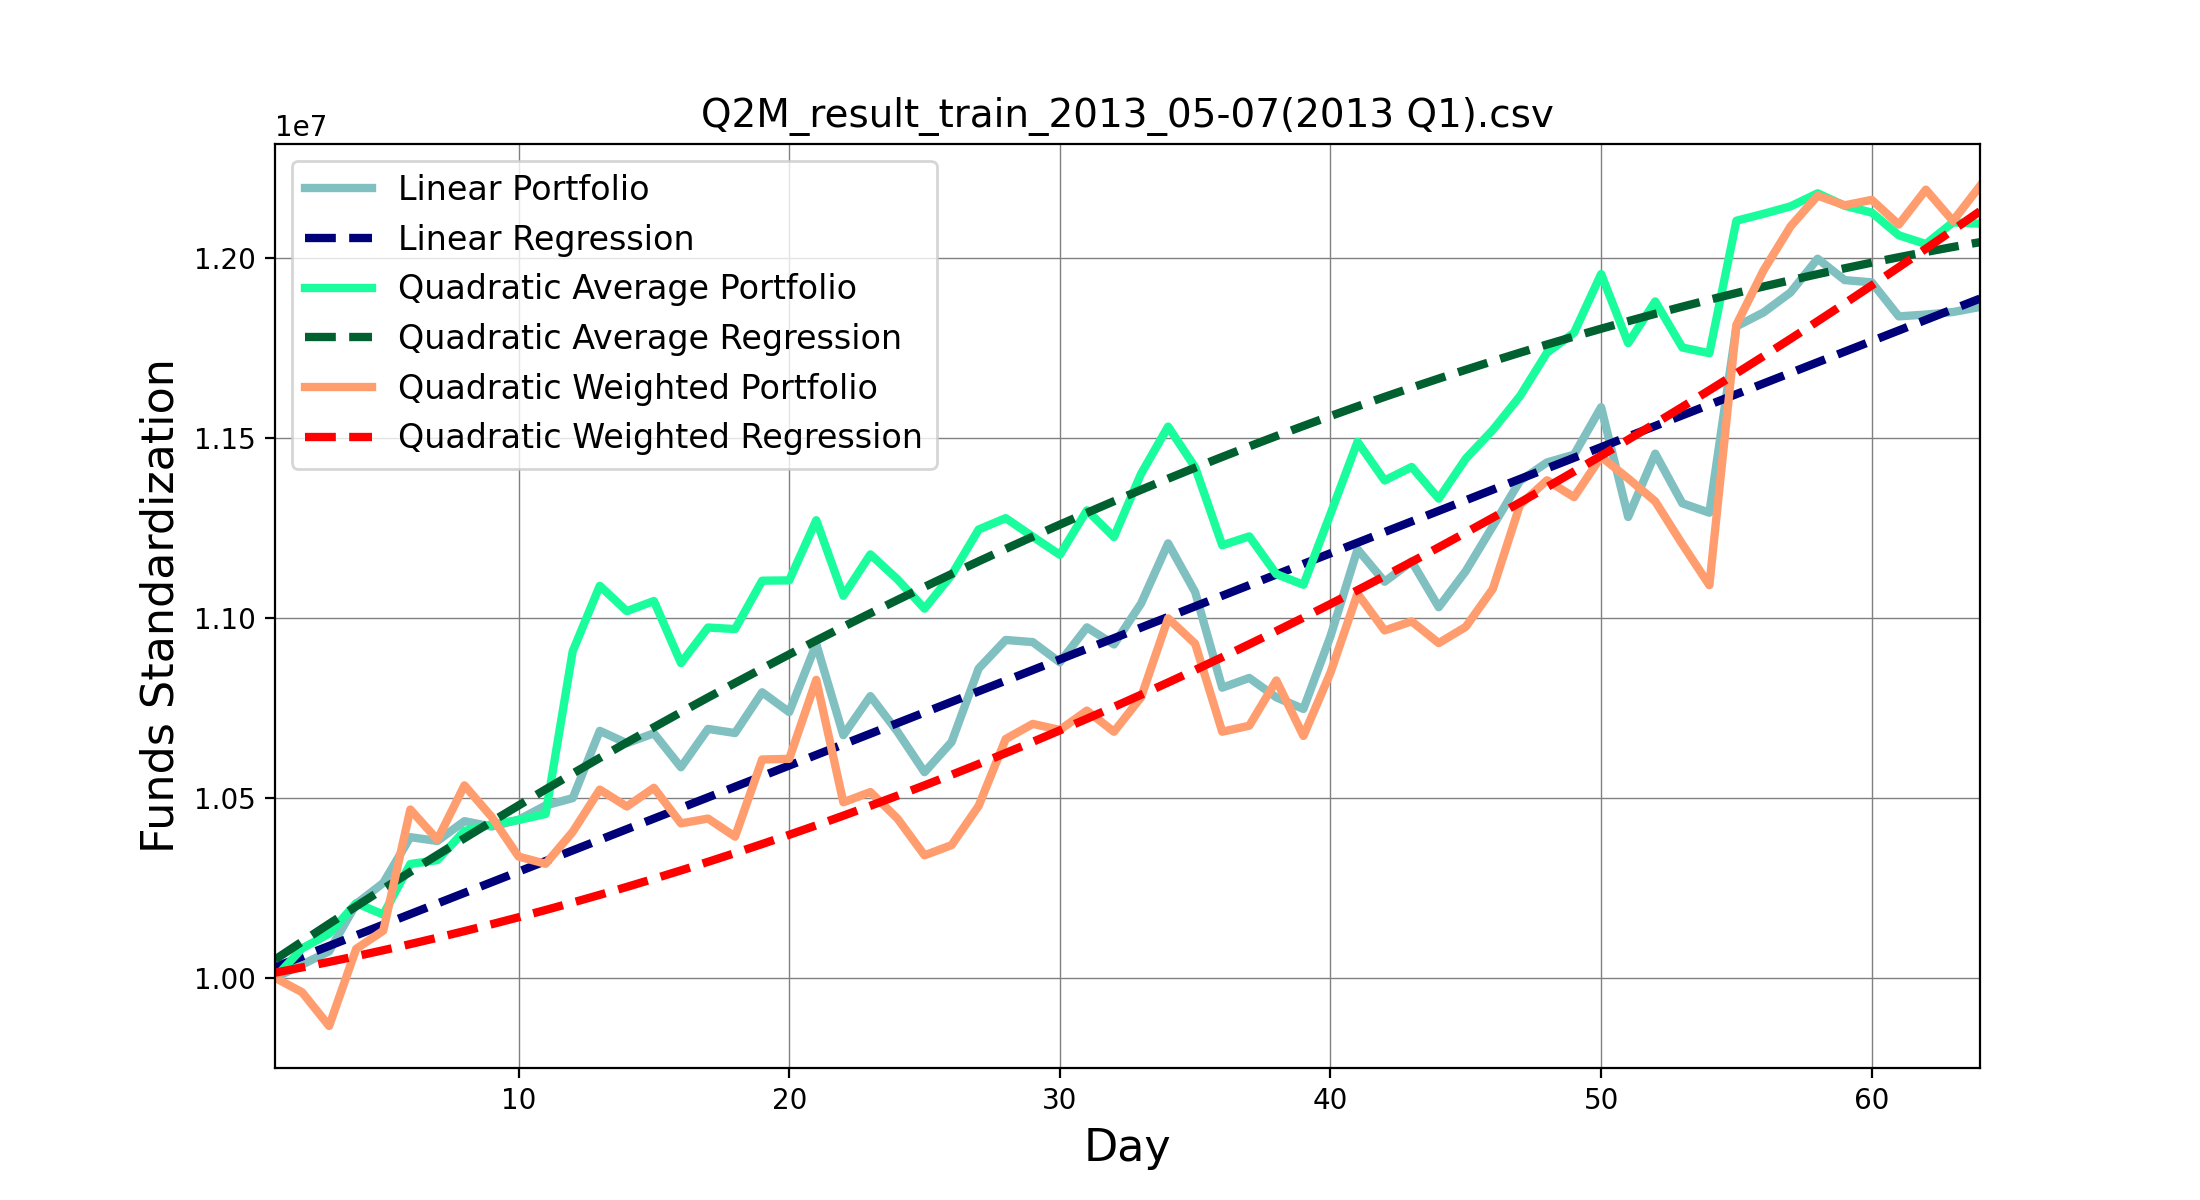 Q2M_result_train_2013_05-07(2013 Q1).csv
1e7
Linear Portfolio
Linear Regression
Quadratic Average Portfolio
Quadratic Average Regression
Quadratic Weighted Portfolio
Quadratic Weighted Regression
Funds Standardization
1.20
1.15
1.10
1.05
1.00
10 20 30 40 50 60
Day